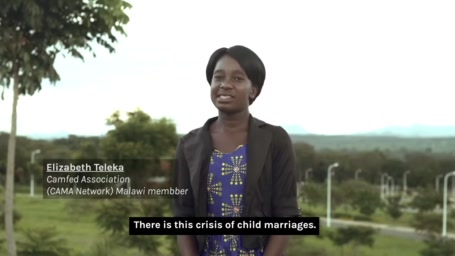 Elizabeth Teleka
Camfed Association
(CAMA Network) Malawi membber
There is this crisis of child marriages.